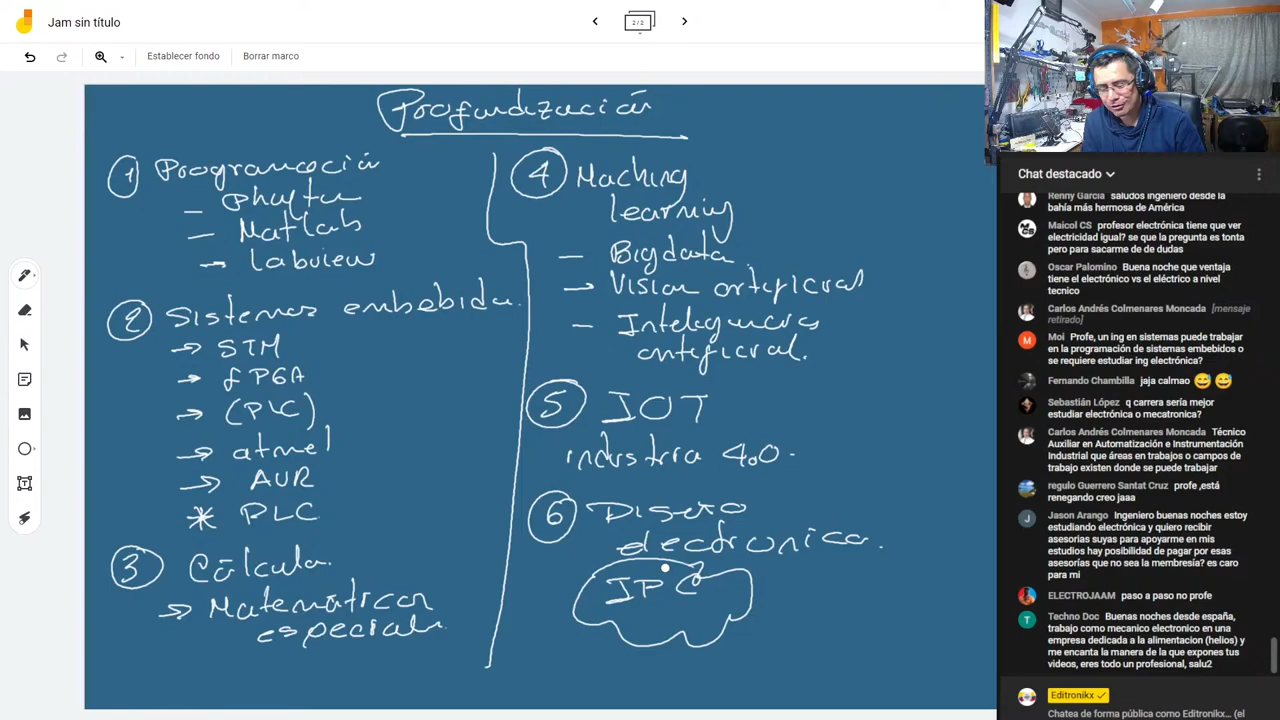 Jam sin título
2/2
Establecer fondo
Borrar marco
Profundización
1 Programación
- Phayton
- Matlab
→ labview
2 Sistemas embebidos
→ STM
→ FPGA
→ (PLC)
→ atmel
→ AVR
* PLC
3 Cálculo
→ Matemáticas
especiales
4 Maching
learning
- Bigdata
→ Vision artificial
- Inteligencia
artificial.
5 IOT
industria 4.0.
6 Diseño
electronica.
IPC
Chat destacado
Renny Garcia saludos ingeniero desde la
bahía más hermosa de América
Maicol CS profesor electrónica tiene que ver
electricidad igual? se que la pregunta es tonta
pero para sacarme de de dudas
Oscar Palomino Buena noche que ventaja
tiene el electrónico vs el eléctrico a nivel
tecnico
Carlos Andrés Colmenares Moncada [mensaje
retirado]
Moi Profe, un ing en sistemas puede trabajar
en la programación de sistemas embebidos o
se requiere estudiar ing electrónica?
Fernando Chambilla jaja calmao 😅 😅
Sebastián López q carrera sería mejor
estudiar electrónica o mecatronica?
Carlos Andrés Colmenares Moncada Técnico
Auxiliar en Automatización e Instrumentación
Industrial que áreas en trabajos o campos de
trabajo existen donde se puede trabajar
regulo Guerrero Santat Cruz profe ,está
renegando creo jaaa
Jason Arango Ingeniero buenas noches estoy
estudiando electrónica y quiero recibir
asesorias suyas para apoyarme en mis
estudios hay posibilidad de pagar por esas
asesorías que no sea la membresía? es caro
para mi
ELECTROJAAM paso a paso no profe
Techno Doc Buenas noches desde españa,
trabajo como mecanico electronico en una
empresa dedicada a la alimentacion (helios) y
me encanta la manera de la que expones tus
videos, eres todo un profesional, salu2
Editronikx
Chatea de forma pública como Editronikx... (el